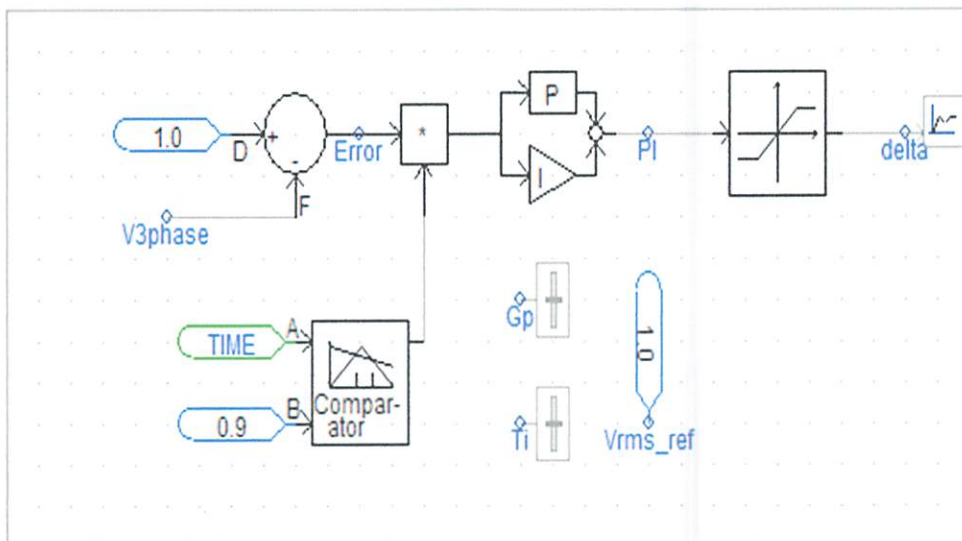 P
1.0
+
*
D
Error
PI
delta
-
I
F
V3phase
Gp
TIME
A
1.0
Compar-
ator
B
0.9
Ti
Vrms_ref